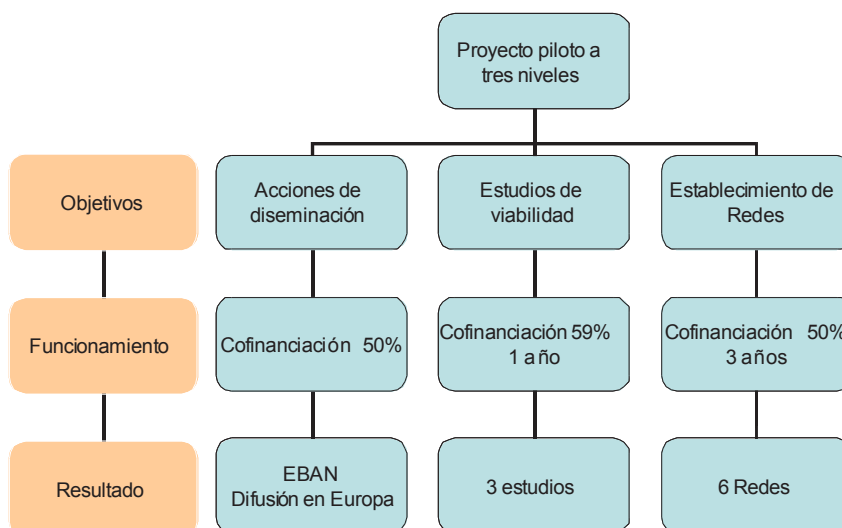 Proyecto piloto a
tres niveles
Objetivos
Acciones de
diseminación
Estudios de
viabilidad
Establecimiento de
Redes
Funcionamiento
Cofinanciación 50%
Cofinanciación 59%
1 año
Cofinanciación 50%
3 años
Resultado
EBAN
Difusión en Europa
3 estudios
6 Redes